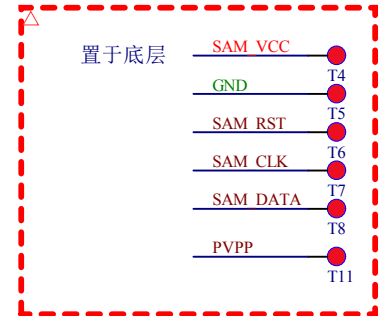 置于底层
SAM_VCC
T4
GND
T5
SAM_RST
T6
SAM_CLK
T7
SAM_DATA
T8
PVPP
T11